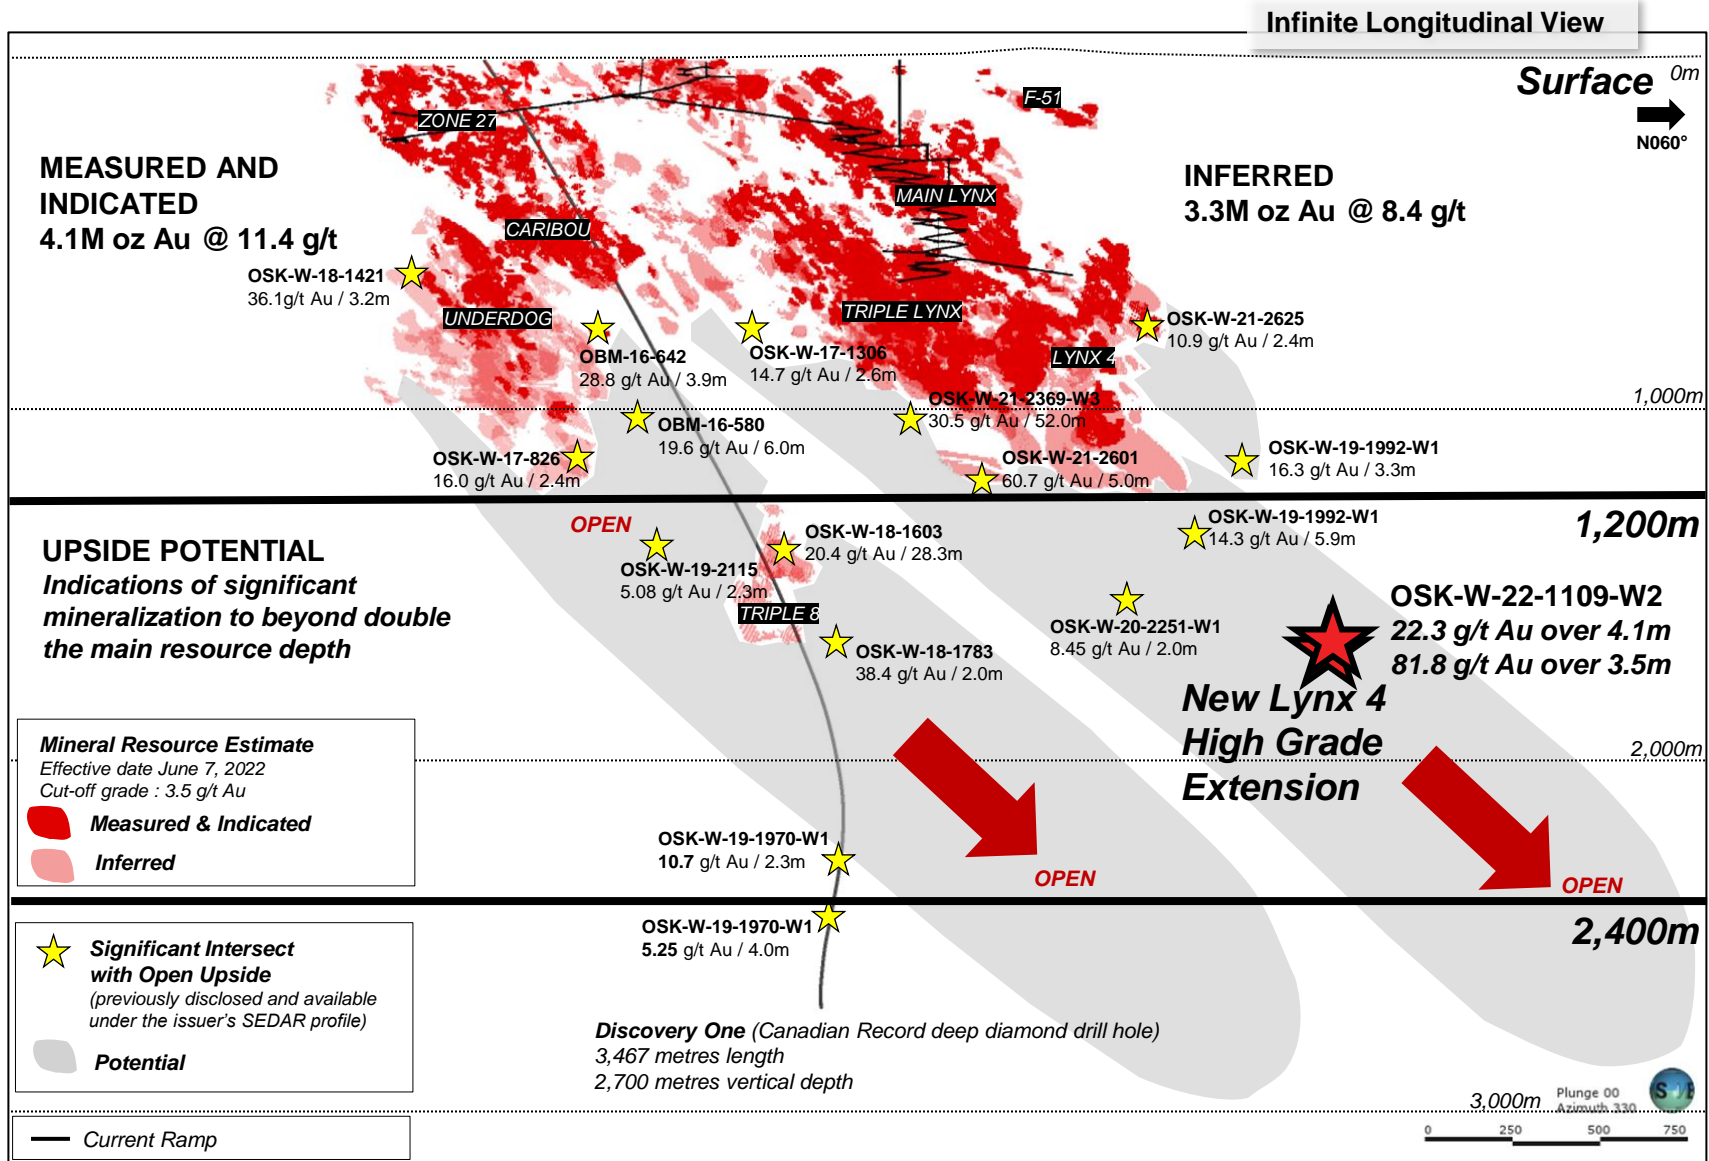 Infinite Longitudinal View
Surface
0m
N060°
ZONE 27
F-51
MEASURED AND
INDICATED
4.1M oz Au @ 11.4 g/t
INFERRED
3.3M oz Au @ 8.4 g/t
MAIN LYNX
CARIBOU
OSK-W-18-1421
36.1g/t Au / 3.2m
UNDERDOG
TRIPLE LYNX
OSK-W-21-2625
10.9 g/t Au / 2.4m
OBM-16-642
28.8 g/t Au / 3.9m
OSK-W-17-1306
14.7 g/t Au / 2.6m
LYNX 4
1,000m
OSK-W-21-2369-W3
30.5 g/t Au / 52.0m
OBM-16-580
19.6 g/t Au / 6.0m
OSK-W-17-826
16.0 g/t Au / 2.4m
OSK-W-21-2601
60.7 g/t Au / 5.0m
OSK-W-19-1992-W1
16.3 g/t Au / 3.3m
1,200m
OPEN
OSK-W-19-1992-W1
14.3 g/t Au / 5.9m
UPSIDE POTENTIAL
Indications of significant
mineralization to beyond double
the main resource depth
OSK-W-18-1603
20.4 g/t Au / 28.3m
OSK-W-19-2115
5.08 g/t Au / 2.3m
TRIPLE 8
OSK-W-18-1783
38.4 g/t Au / 2.0m
OSK-W-20-2251-W1
8.45 g/t Au / 2.0m
OSK-W-22-1109-W2
22.3 g/t Au over 4.1m
81.8 g/t Au over 3.5m
New Lynx 4
High Grade
Extension
2,000m
Mineral Resource Estimate
Effective date June 7, 2022
Cut-off grade : 3.5 g/t Au
Measured & Indicated
Inferred
OSK-W-19-1970-W1
10.7 g/t Au / 2.3m
OPEN
OPEN
2,400m
OSK-W-19-1970-W1
5.25 g/t Au / 4.0m
Significant Intersect
with Open Upside
(previously disclosed and available
under the issuer's SEDAR profile)
Potential
Discovery One (Canadian Record deep diamond drill hole)
3,467 metres length
2,700 metres vertical depth
3,000m
Plunge 00
Azimuth 330
0 250 500 750
Current Ramp